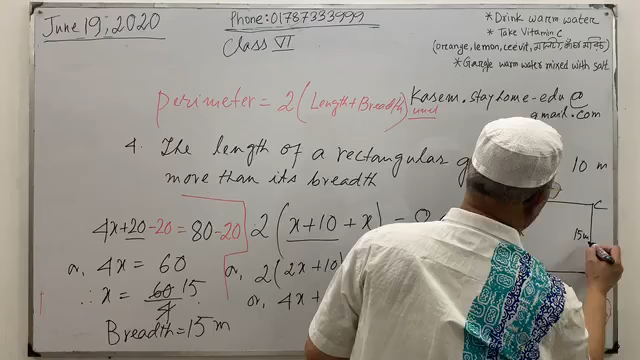 June 19, 2020
Phone: 01787333999
Class VI
* Drink warm water
* Take Vitamin C
(orange, lemon, ceevit,
* Gargle warm water mixed with salt
Perimeter = 2 (Length + Breadth) unit
Kasem.stayhome-edu@
gmail.com
4. The length of a rectangular g 10 m
more than its breadth
4x+20-20 = 80-20
or, 4x = 60
∴ x = 60/4 15
Breadth = 15 m
2(x+10+x) =
or, 2(2x+10)
or, 4x+
C
15m